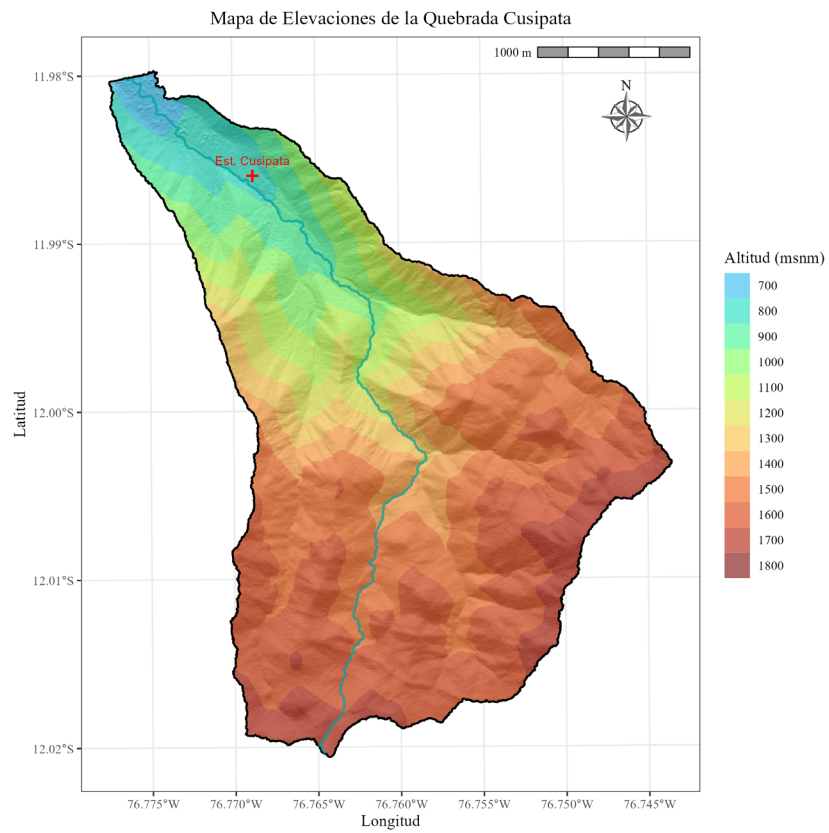 Mapa de Elevaciones de la Quebrada Cusipata
1000 m
N
Est. Cusipata
11.98°S
11.99°S
12.00°S
12.01°S
12.02°S
Latitud
76.775°W 76.770°W 76.765°W 76.760°W 76.755°W 76.750°W 76.745°W
Longitud
Altitud (msnm)
700
800
900
1000
1100
1200
1300
1400
1500
1600
1700
1800